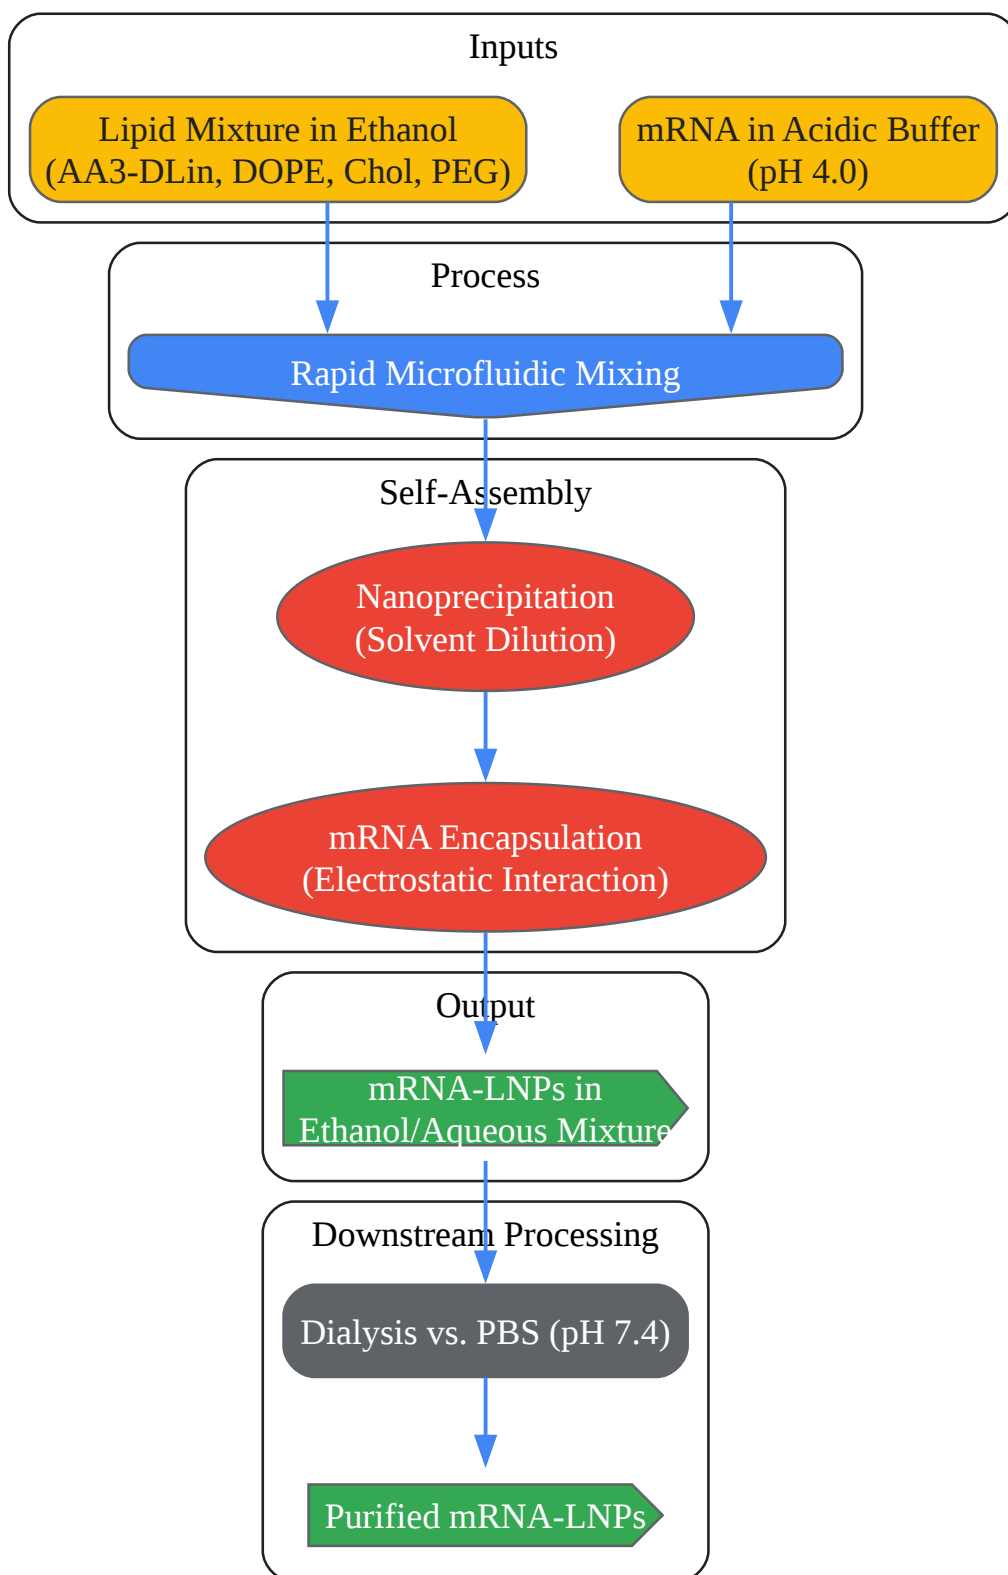 Inputs
Lipid Mixture in Ethanol
(AA3-DLin, DOPE, Chol, PEG)
mRNA in Acidic Buffer
(pH 4.0)
Process
Rapid Microfluidic Mixing
Self-Assembly
Nanoprecipitation
(Solvent Dilution)
mRNA Encapsulation
(Electrostatic Interaction)
Output
mRNA-LNPs in
Ethanol/Aqueous Mixture
Downstream Processing
Dialysis vs. PBS (pH 7.4)
Purified mRNA-LNPs